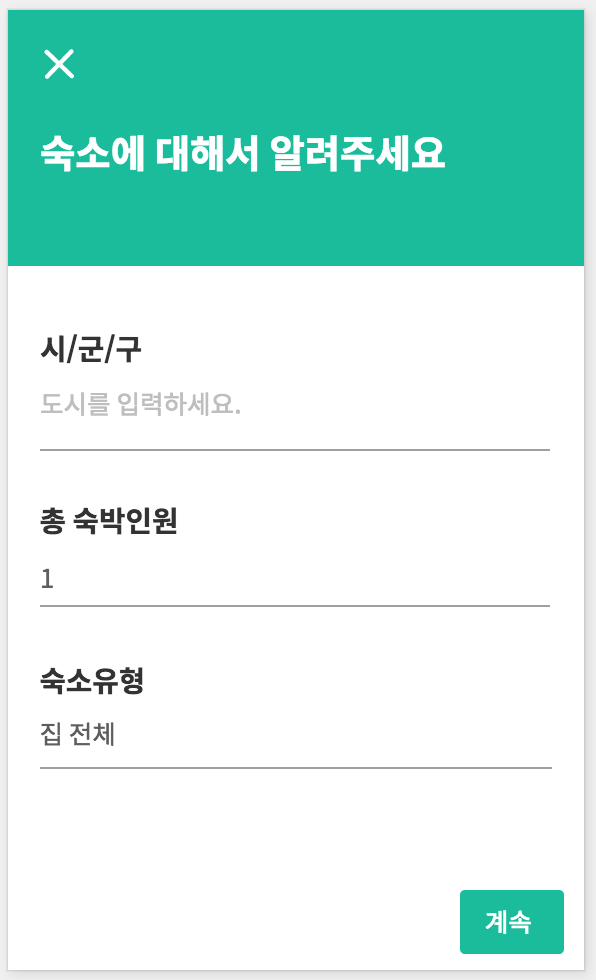 숙소에 대해서 알려주세요
시/군/구
도시를 입력하세요.
총 숙박인원
1
숙소유형
집 전체
계속